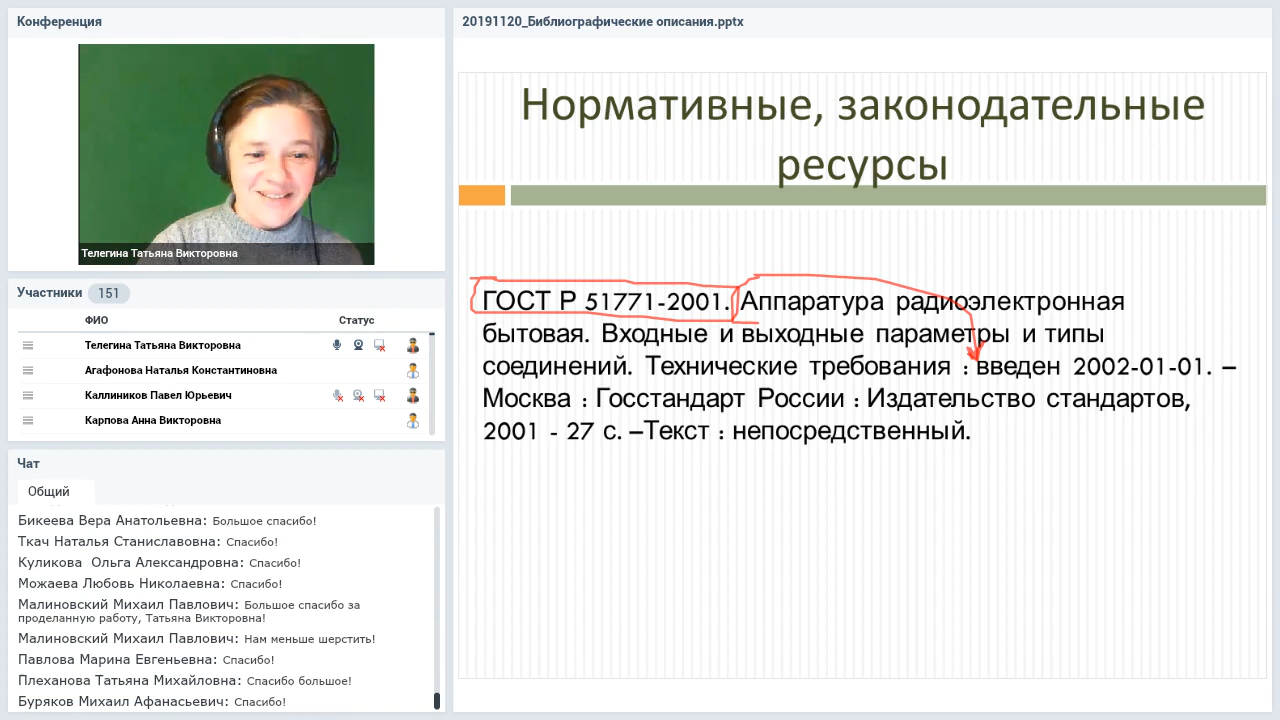 Конференция
Телегина Татьяна Викторовна
Участники 151
ФИО Статус
Телегина Татьяна Викторовна
Агафонова Наталья Константиновна
Каллиников Павел Юрьевич
Карпова Анна Викторовна
Чат
Общий
Бикеева Вера Анатольевна: Большое спасибо!
Ткач Наталья Станиславовна: Спасибо!
Куликова Ольга Александровна: Спасибо!
Можаева Любовь Николаевна: Спасибо!
Малиновский Михаил Павлович: Большое спасибо за
проделанную работу, Татьяна Викторовна!
Малиновский Михаил Павлович: Нам меньше шерстить!
Павлова Марина Евгеньевна: Спасибо!
Плеханова Татьяна Михайловна: Спасибо большое!
Буряков Михаил Афанасьевич: Спасибо!
20191120_Библиографические описания.pptx
Нормативные, законодательные
ресурсы
ГОСТ Р 51771-2001. Аппаратура радиоэлектронная
бытовая. Входные и выходные параметры и типы
соединений. Технические требования : введен 2002-01-01. –
Москва : Госстандарт России : Издательство стандартов,
2001 - 27 с. –Текст : непосредственный.